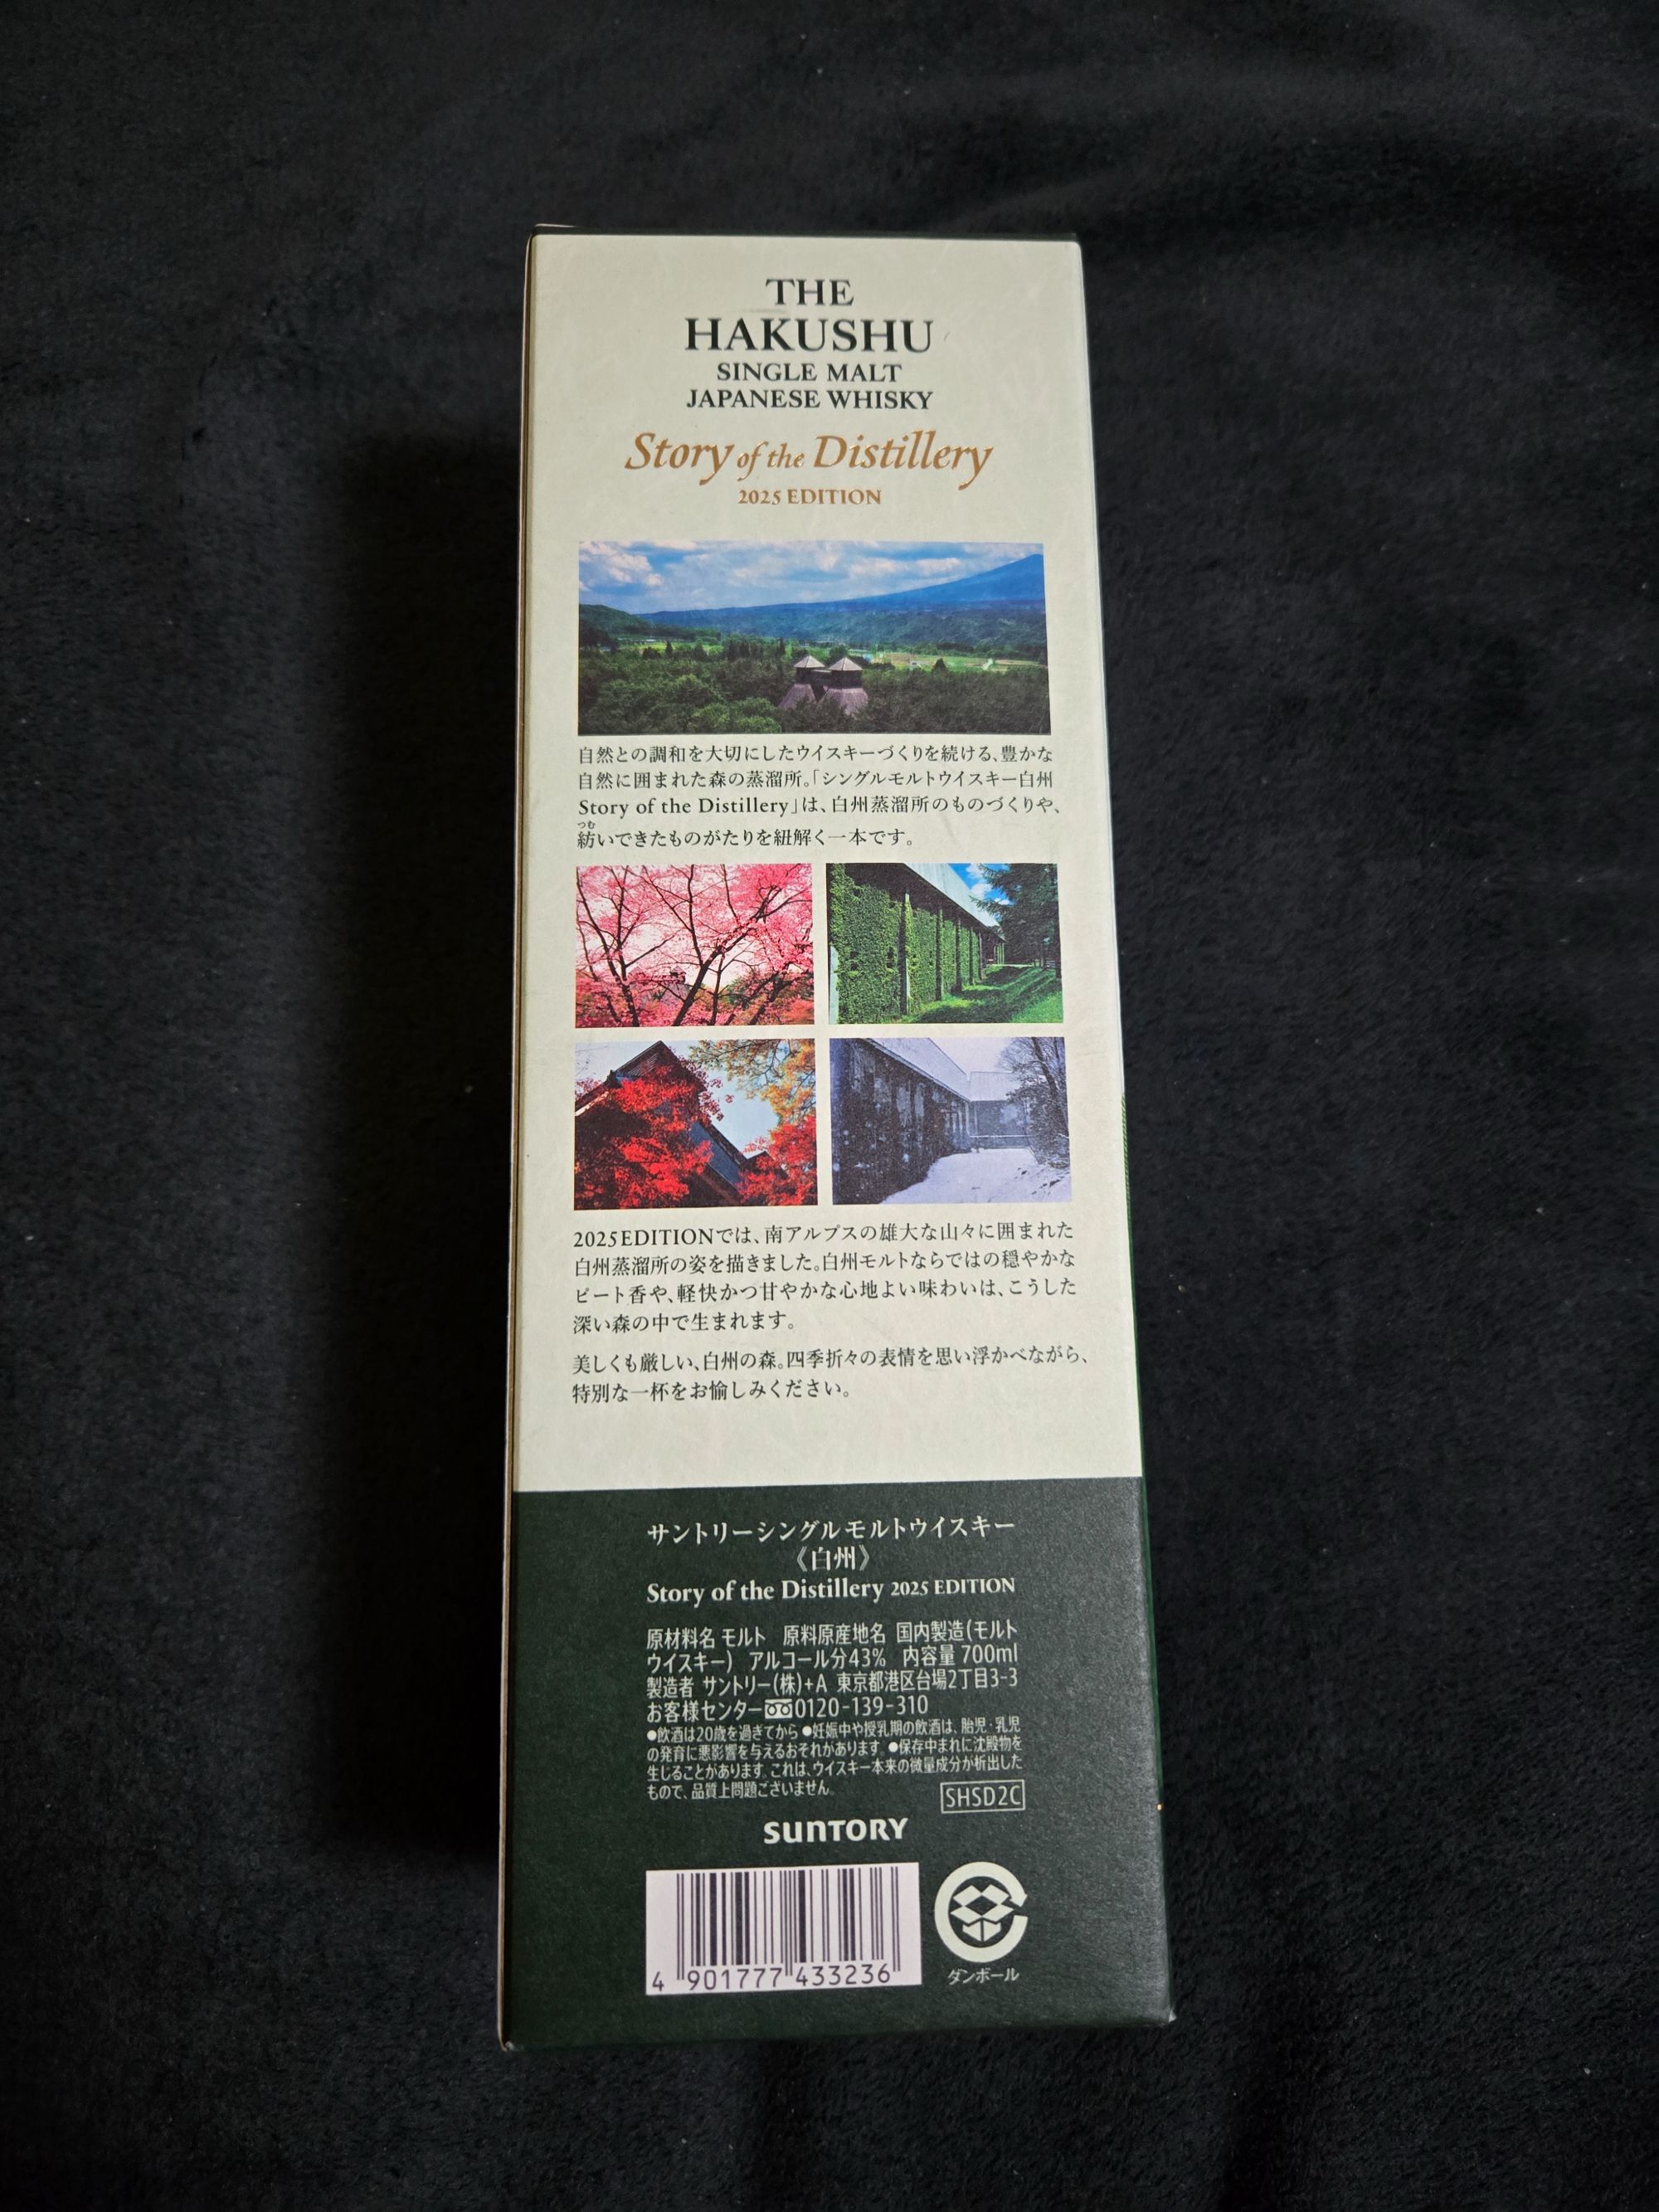 THE
HAKUSHU
SINGLE MALT
JAPANESE WHISKY
Story of the Distillery
2025 EDITION
自然との調和を大切にしたウイスキーづくりを続ける、豊かな
自然に囲まれた森の蒸溜所。「シングルモルトウイスキー白州
Story of the Distillery」は、白州蒸溜所のものづくりや、
つむ
紡いできたものがたりを紐解く一本です。
2025EDITIONでは、南アルプスの雄大な山々に囲まれた
白州蒸溜所の姿を描きました。白州モルトならではの穏やかな
ピート香や、軽快かつ甘やかな心地よい味わいは、こうした
深い森の中で生まれます。
美しくも厳しい、白州の森。四季折々の表情を思い浮かべながら、
特別な一杯をお愉しみください。
サントリーシングルモルトウイスキー
《白州》
Story of the Distillery 2025 EDITION
原材料名 モルト 原料原産地名 国内製造(モルト
ウイスキー) アルコール分43% 内容量 700ml
製造者 サントリー(株)+A 東京都港区台場2丁目3-3
お客様センター 0120-139-310
●飲酒は20歳を過ぎてから ●妊娠中や授乳期の飲酒は、胎児・乳児
の発育に悪影響を与えるおそれがあります。●保存中まれに沈殿物を
生じることがあります。これは、ウイスキー本来の微量成分が析出した
もので、品質上問題ございません。
SHSD2C
SUNTORY
4 901777 433236
ダンボール